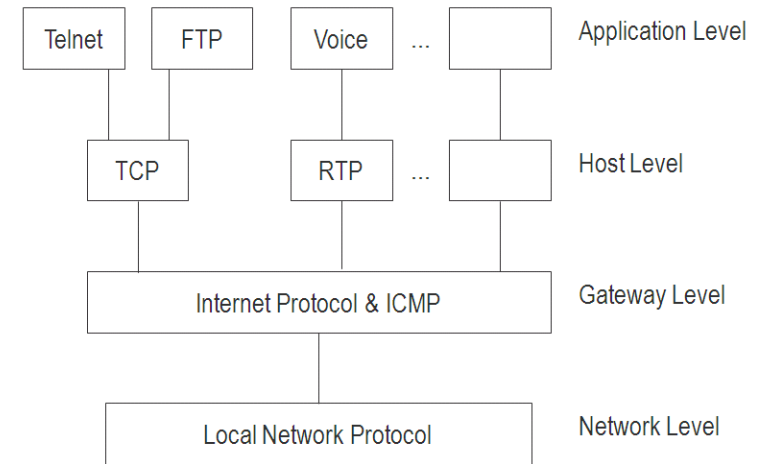 Telnet FTP Voice ... Application Level
TCP RTP ... Host Level
Internet Protocol & ICMP Gateway Level
Local Network Protocol Network Level